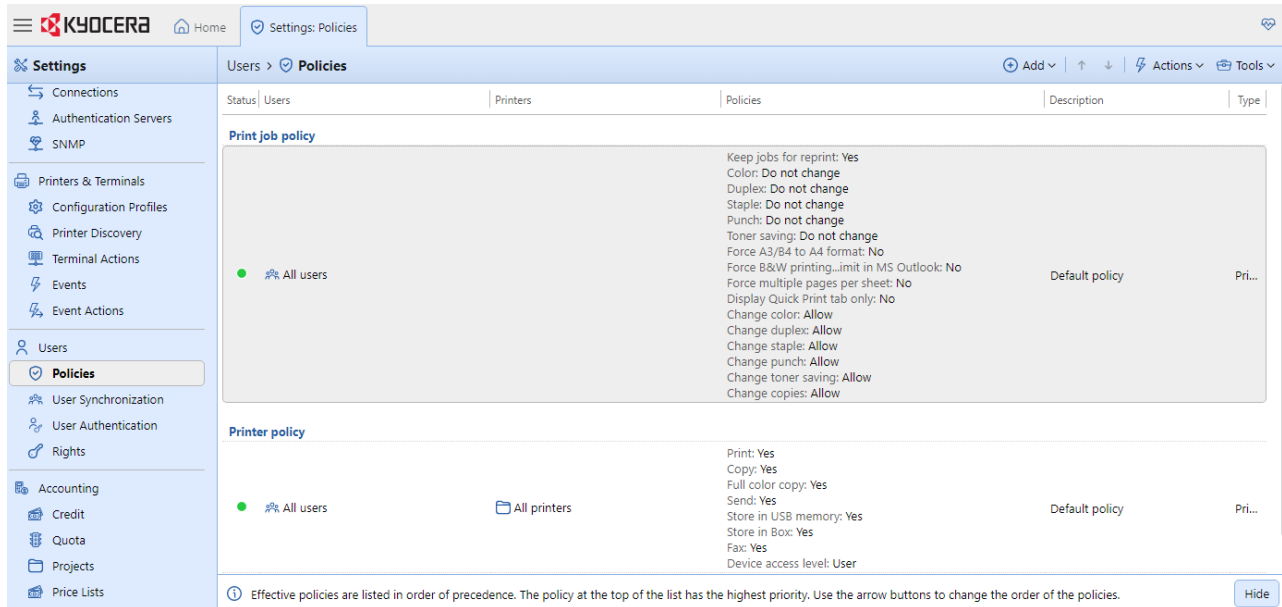 KYOCERA
Home
Settings: Policies
Settings
Users > Policies
Add
Actions
Tools
Connections
Authentication Servers
SNMP
Printers & Terminals
Configuration Profiles
Printer Discovery
Terminal Actions
Events
Event Actions
Users
Policies
User Synchronization
User Authentication
Rights
Accounting
Credit
Quota
Projects
Price Lists
Status Users Printers Policies Description Type
Print job policy
All users
Keep jobs for reprint: Yes
Color: Do not change
Duplex: Do not change
Staple: Do not change
Punch: Do not change
Toner saving: Do not change
Force A3/B4 to A4 format: No
Force B&W printing...imit in MS Outlook: No
Force multiple pages per sheet: No
Display Quick Print tab only: No
Change color: Allow
Change duplex: Allow
Change staple: Allow
Change punch: Allow
Change toner saving: Allow
Change copies: Allow
Default policy
Pri...
Printer policy
All users
All printers
Print: Yes
Copy: Yes
Full color copy: Yes
Send: Yes
Store in USB memory: Yes
Store in Box: Yes
Fax: Yes
Device access level: User
Default policy
Pri...
Effective policies are listed in order of precedence. The policy at the top of the list has the highest priority. Use the arrow buttons to change the order of the policies.
Hide